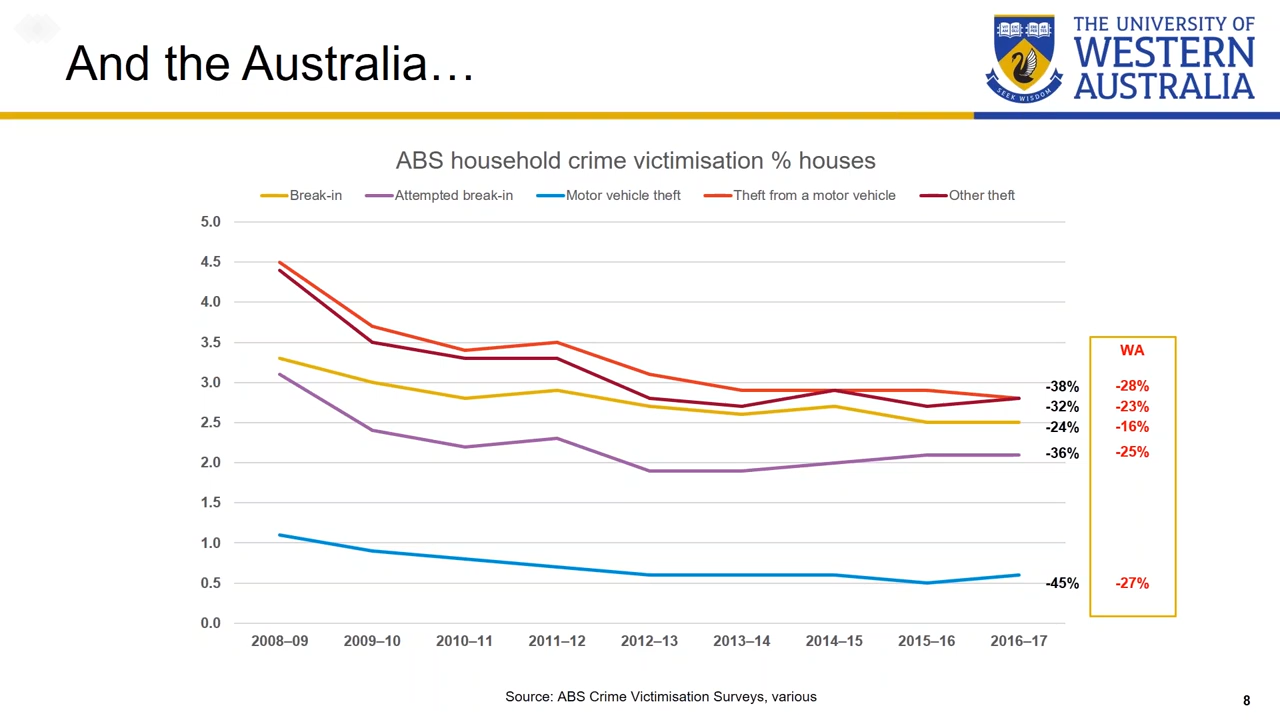 And the Australia…
THE UNIVERSITY OF
WESTERN
AUSTRALIA
SEEK WISDOM
ABS household crime victimisation % houses
Break-in Attempted break-in Motor vehicle theft Theft from a motor vehicle Other theft
5.0
4.5
4.0
3.5
3.0
2.5
2.0
1.5
1.0
0.5
0.0
-38%
-32%
-24%
-36%
-45%
WA
-28%
-23%
-16%
-25%
-27%
2008–09 2009–10 2010–11 2011–12 2012–13 2013–14 2014–15 2015–16 2016–17
Source: ABS Crime Victimisation Surveys, various
8